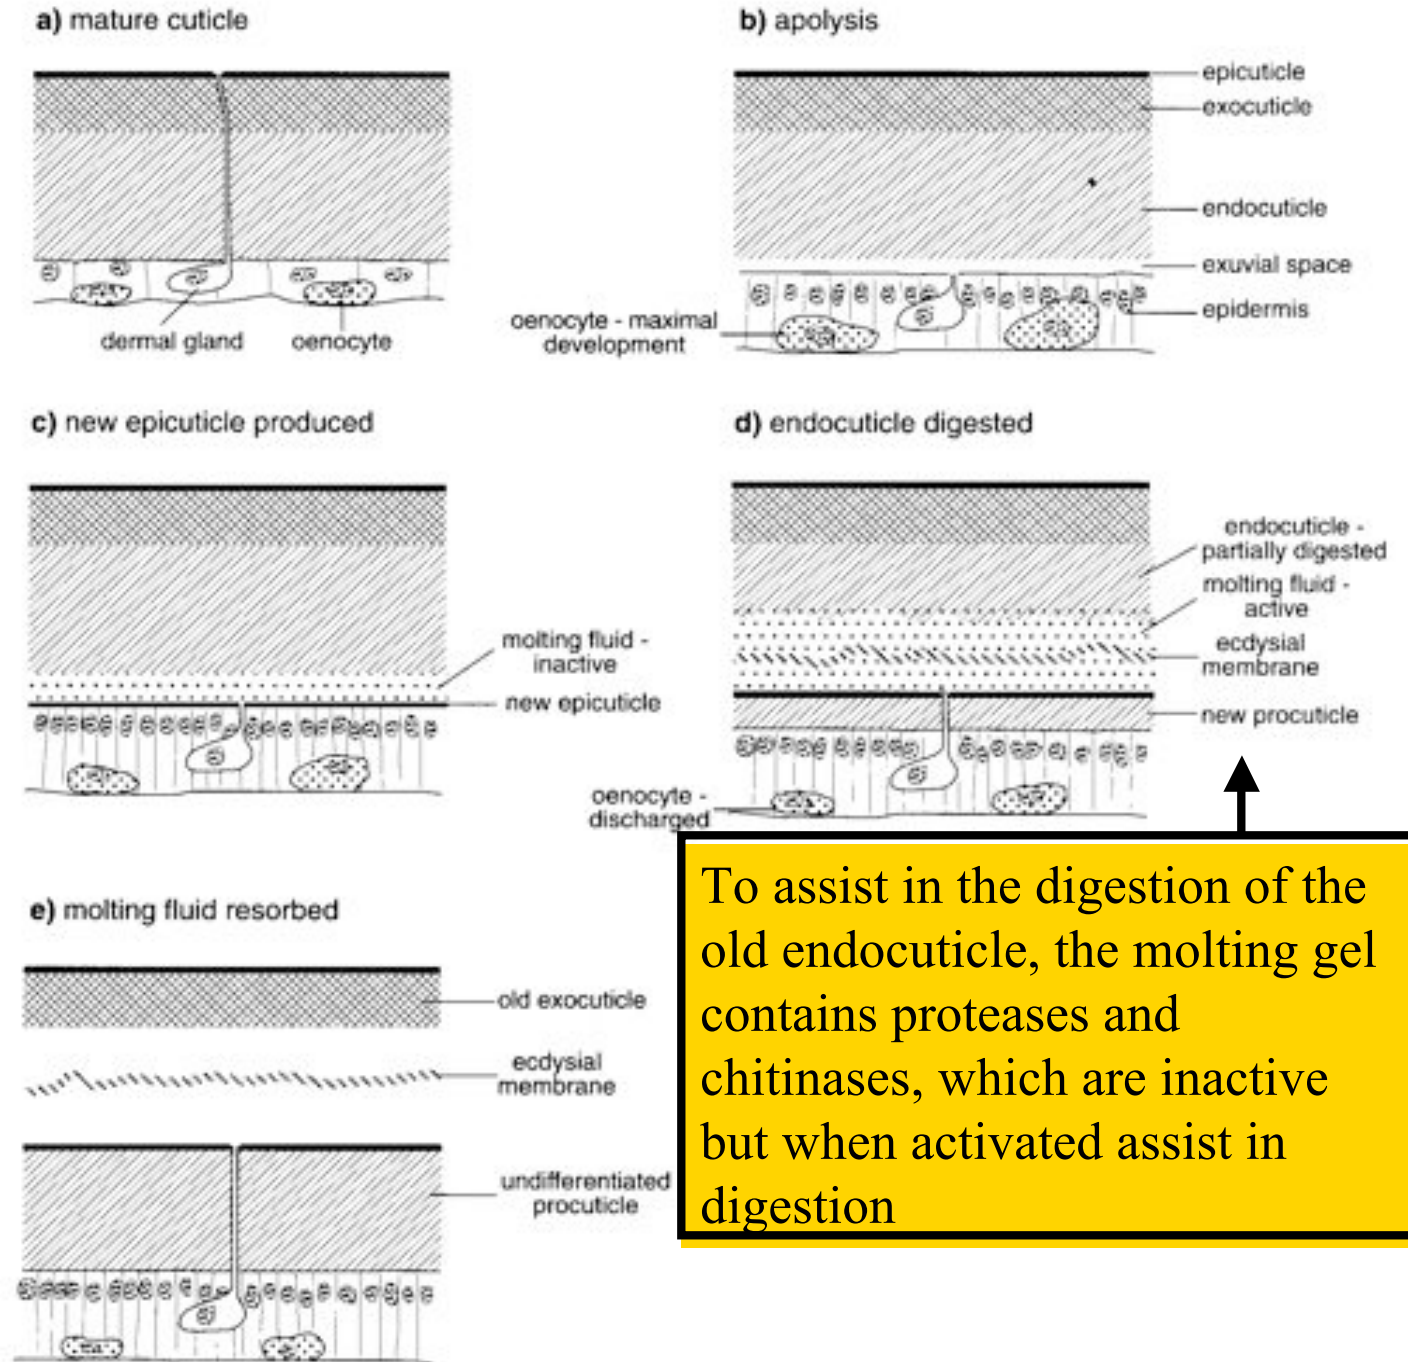 a) mature cuticle
dermal gland
oenocyte
b) apolysis
epicuticle
exocuticle
endocuticle
exuvial space
epidermis
oenocyte - maximal
development
c) new epicuticle produced
molting fluid -
inactive
new epicuticle
d) endocuticle digested
endocuticle -
partially digested
molting fluid -
active
ecdysial
membrane
new procuticle
oenocyte -
discharged
To assist in the digestion of the
old endocuticle, the molting gel
contains proteases and
chitinases, which are inactive
but when activated assist in
digestion
e) molting fluid resorbed
old exocuticle
ecdysial
membrane
undifferentiated
procuticle